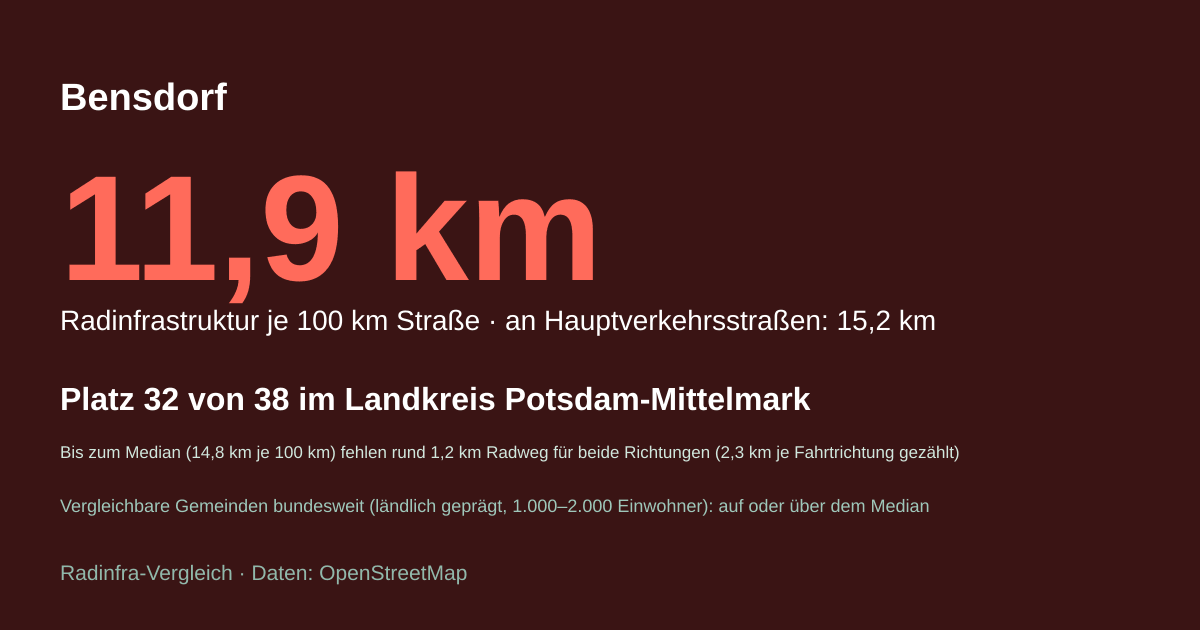 Bensdorf
11,9 km
Radinfrastruktur je 100 km Straße · an Hauptverkehrsstraßen: 15,2 km
Platz 32 von 38 im Landkreis Potsdam-Mittelmark
Bis zum Median (14,8 km je 100 km) fehlen rund 1,2 km Radweg für beide Richtungen (2,3 km je Fahrtrichtung gezählt)
Vergleichbare Gemeinden bundesweit (ländlich geprägt, 1.000–2.000 Einwohner): auf oder über dem Median
Radinfra-Vergleich · Daten: OpenStreetMap